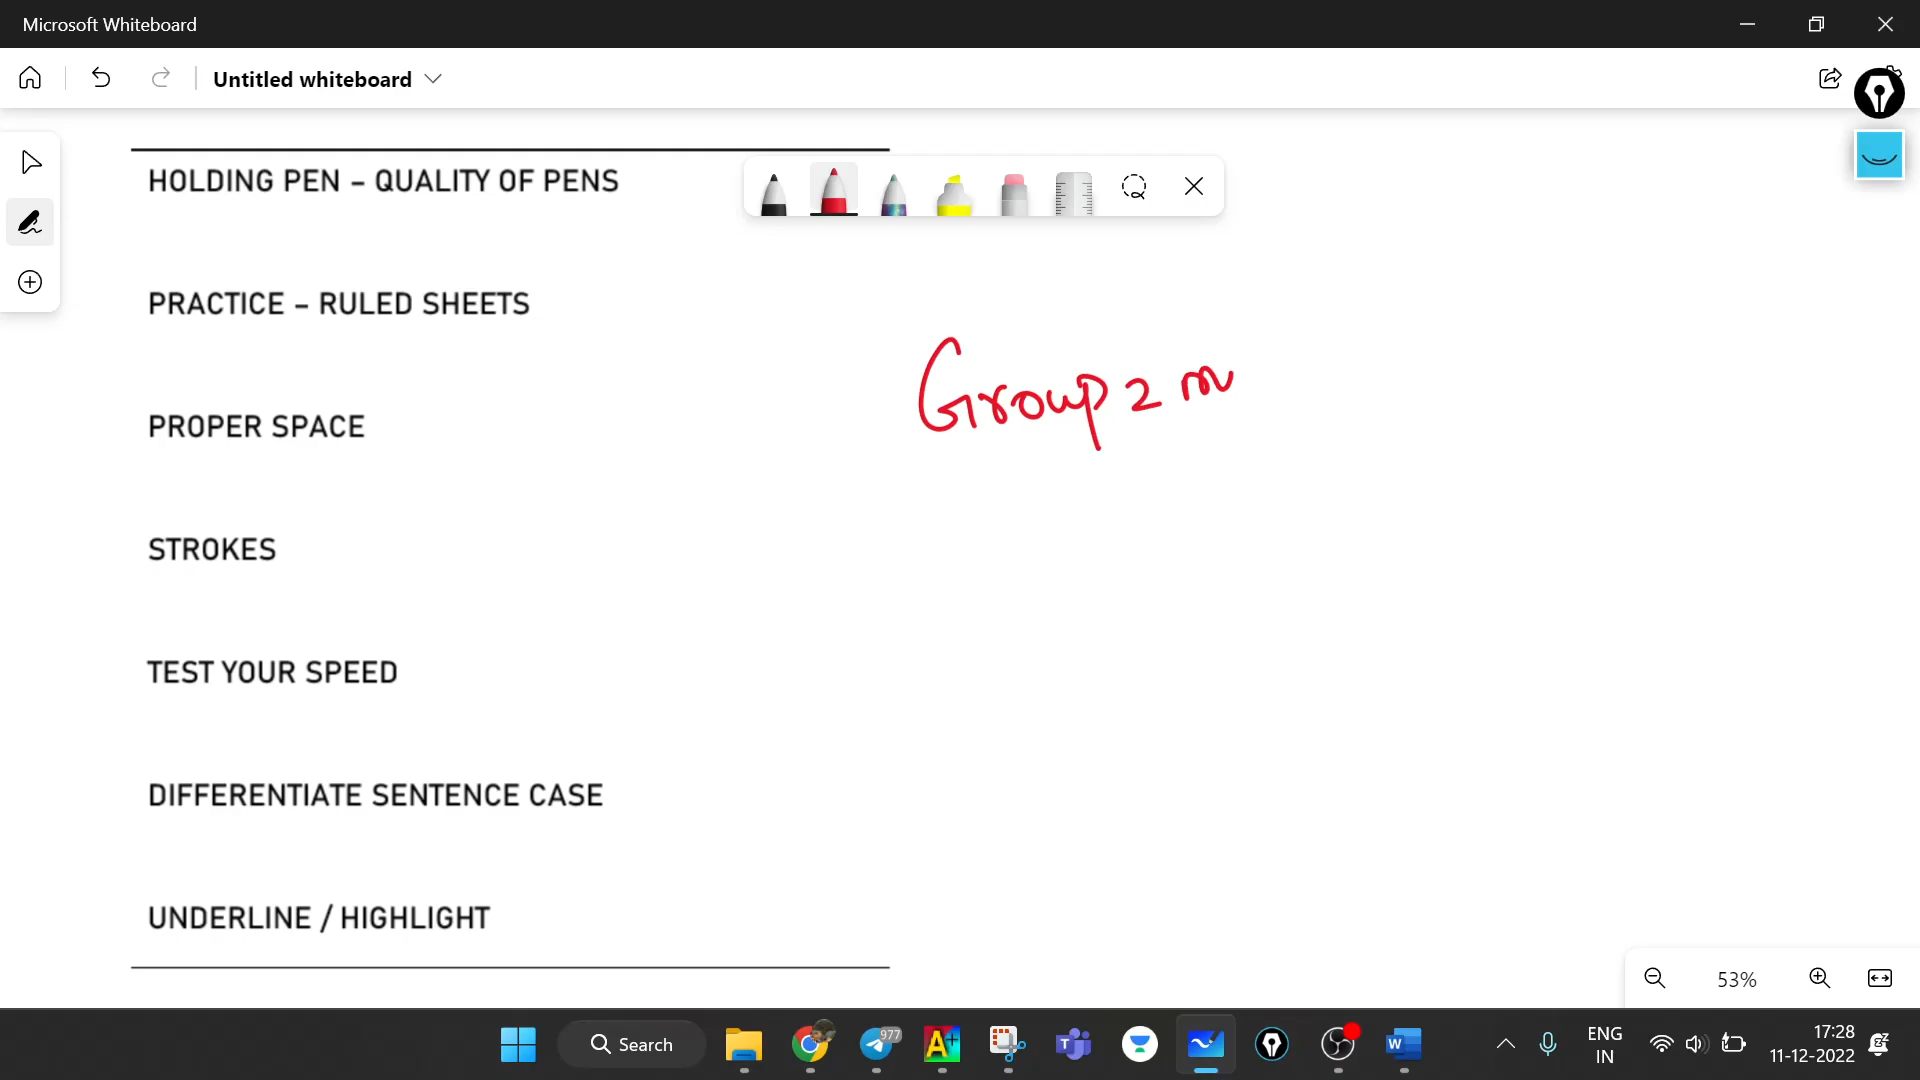 Microsoft Whiteboard
Untitled whiteboard
HOLDING PEN – QUALITY OF PENS
PRACTICE – RULED SHEETS
Group 2 m
PROPER SPACE
STROKES
TEST YOUR SPEED
DIFFERENTIATE SENTENCE CASE
UNDERLINE / HIGHLIGHT
53%
Search
977
ENG
IN
17:28
11-12-2022